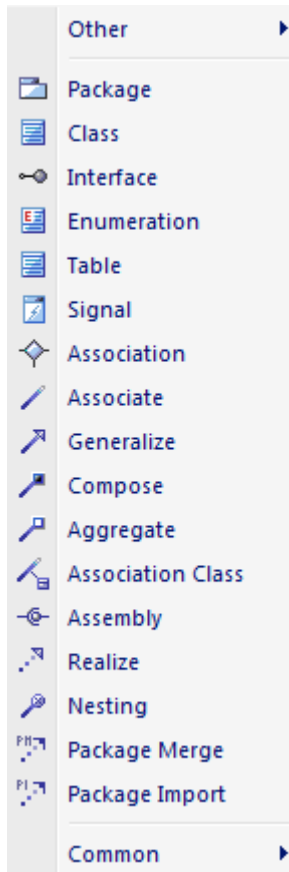 Other
Package
Class
Interface
Enumeration
Table
Signal
Association
Associate
Generalize
Compose
Aggregate
Association Class
Assembly
Realize
Nesting
Package Merge
Package Import
Common